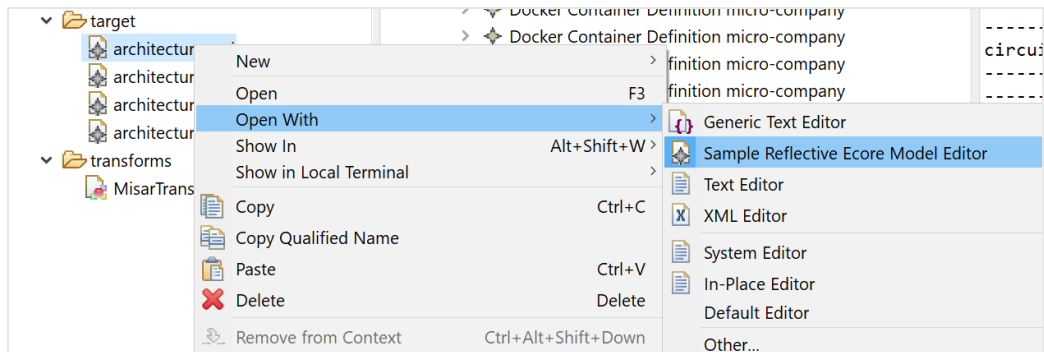 target
architectur
architectur
architectur
architectur
transforms
MisarTrans
Docker Container Definition micro-company
Docker Container Definition micro-company
finition micro-company
finition micro-company
------
circui
------
------
New
Open F3
Open With
Show In Alt+Shift+W
Show in Local Terminal
Copy Ctrl+C
Copy Qualified Name
Paste Ctrl+V
Delete Delete
Remove from Context Ctrl+Alt+Shift+Down
Generic Text Editor
Sample Reflective Ecore Model Editor
Text Editor
XML Editor
System Editor
In-Place Editor
Default Editor
Other...